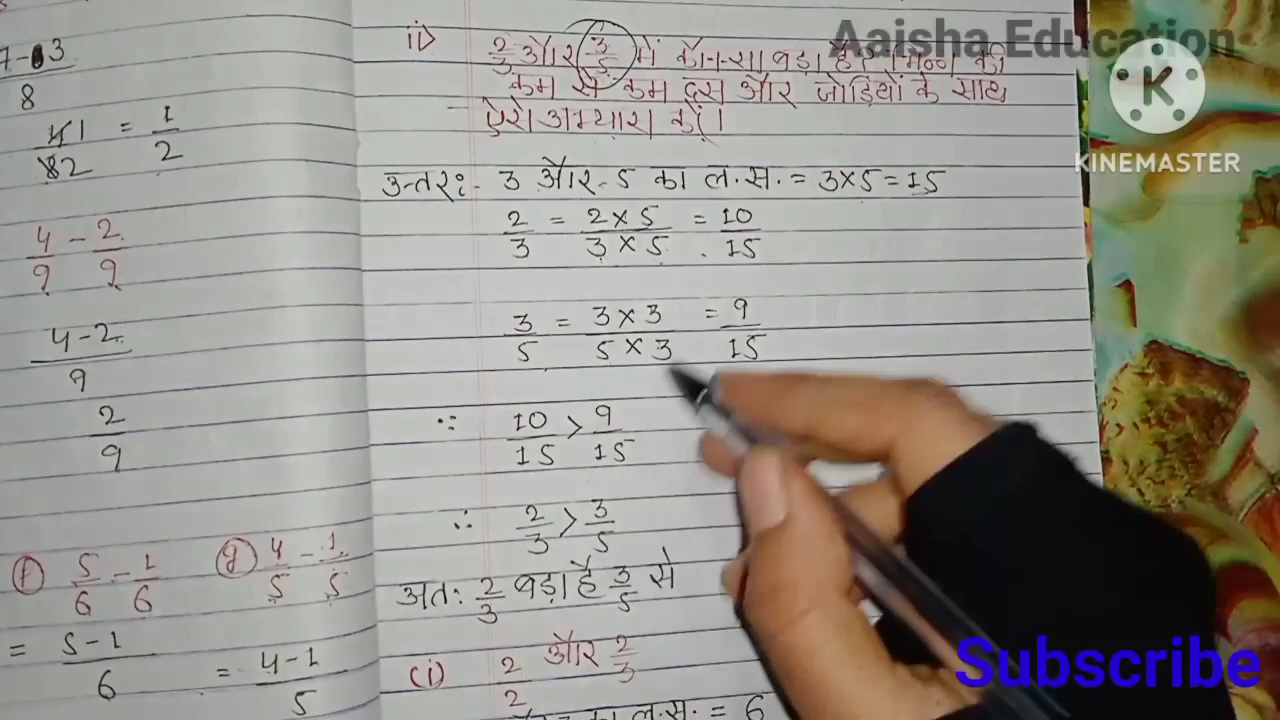 Aaisha Education
KINEMASTER
7-3
8
41 = 1
82 2
4 - 2
9 9
4-2
9
2
9
f) 5 - 1
6 6
= 5-1
6
g) 4 - 1
5 5
= 4-1
5
ii> 2/3 और 3/5 में कौन-सा बड़ा है? भिन्न की
कम से कम दस और जोड़ियों के साथ
ऐसे अभ्यास करें।
उत्तरः- 3 और 5 का ल.स. = 3×5=15
2/3 = 2×5/3×5 = 10/15
3/5 = 3×3/5×3 = 9/15
∵ 10/15 > 9/15
∴ 2/3 > 3/5
अतः 2/3 बड़ा है 3/5 से
(i) 2/2 और 2/3
का ल.स. = 6
Subscribe